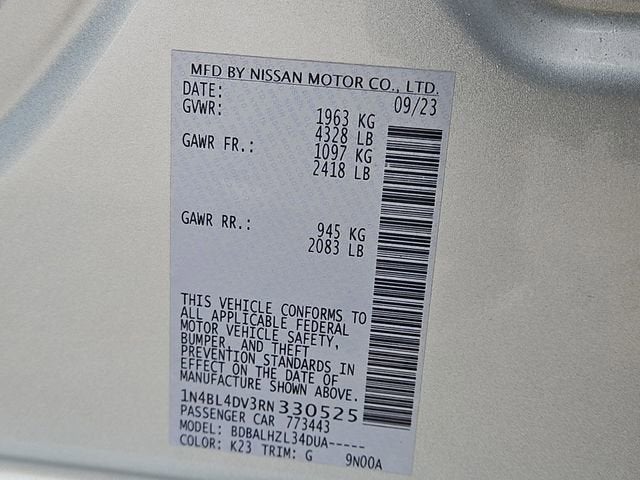 MFD BY NISSAN MOTOR CO., LTD.
DATE: 09/23
GVWR: 1963 KG
4328 LB
GAWR FR.: 1097 KG
2418 LB
GAWR RR.: 945 KG
2083 LB
THIS VEHICLE CONFORMS TO
ALL APPLICABLE FEDERAL
MOTOR VEHICLE SAFETY,
BUMPER, AND THEFT
PREVENTION STANDARDS IN
EFFECT ON THE DATE OF
MANUFACTURE SHOWN ABOVE.
1N4BL4DV3RN330525
PASSENGER CAR 773443
MODEL: BDBALHZL34DUA-----
COLOR: K23 TRIM: G 9N00A